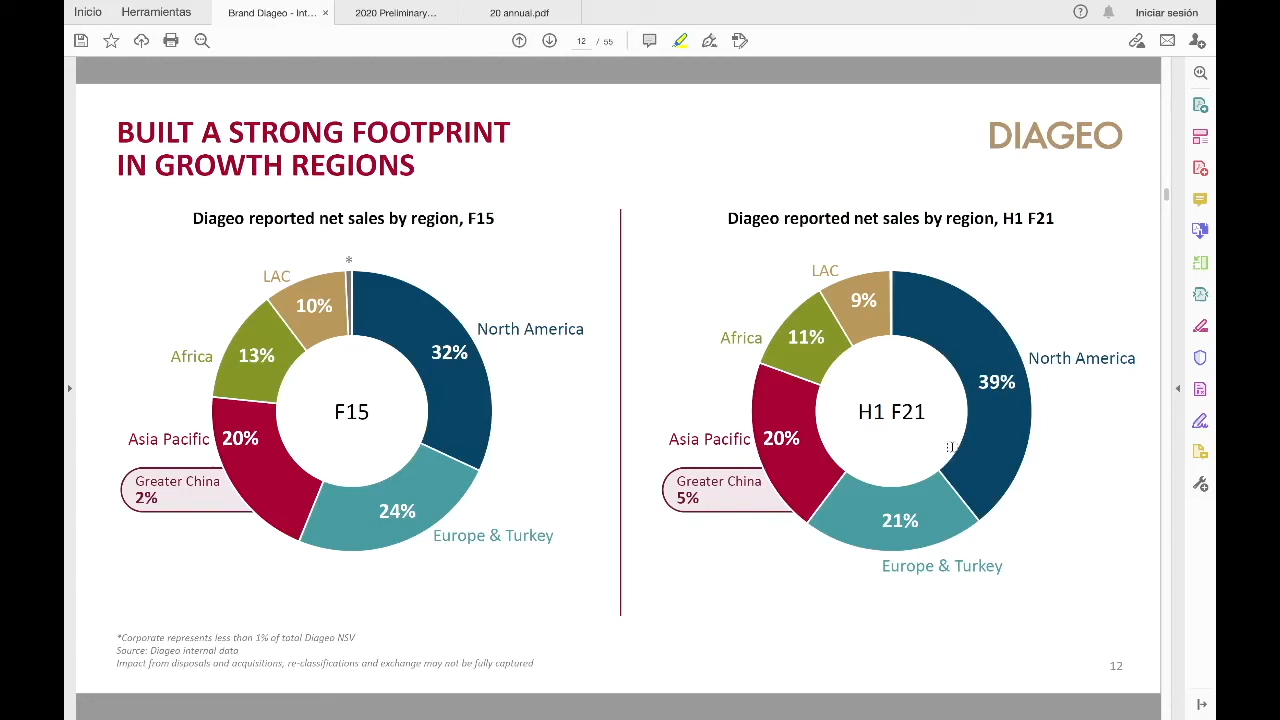 Inicio Herramientas Brand Diageo - Int... × 2020 Preliminary... 20 annual.pdf Iniciar sesión
12 / 55
BUILT A STRONG FOOTPRINT
IN GROWTH REGIONS
DIAGEO
Diageo reported net sales by region, F15
*
LAC
10%
North America
32%
Africa
13%
F15
Asia Pacific 20%
Greater China
2%
24%
Europe & Turkey
Diageo reported net sales by region, H1 F21
LAC
9%
Africa
11%
North America
39%
H1 F21
Asia Pacific 20%
Greater China
5%
21%
Europe & Turkey
*Corporate represents less than 1% of total Diageo NSV
Source: Diageo internal data
Impact from disposals and acquisitions, re-classifications and exchange may not be fully captured
12